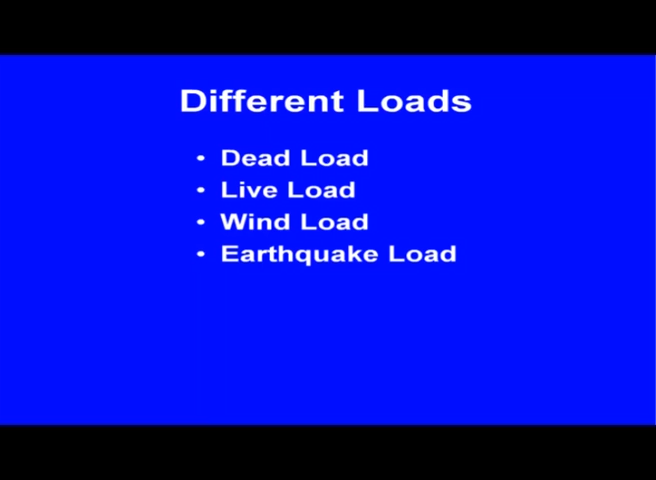 Different Loads
• Dead Load
• Live Load
• Wind Load
• Earthquake Load